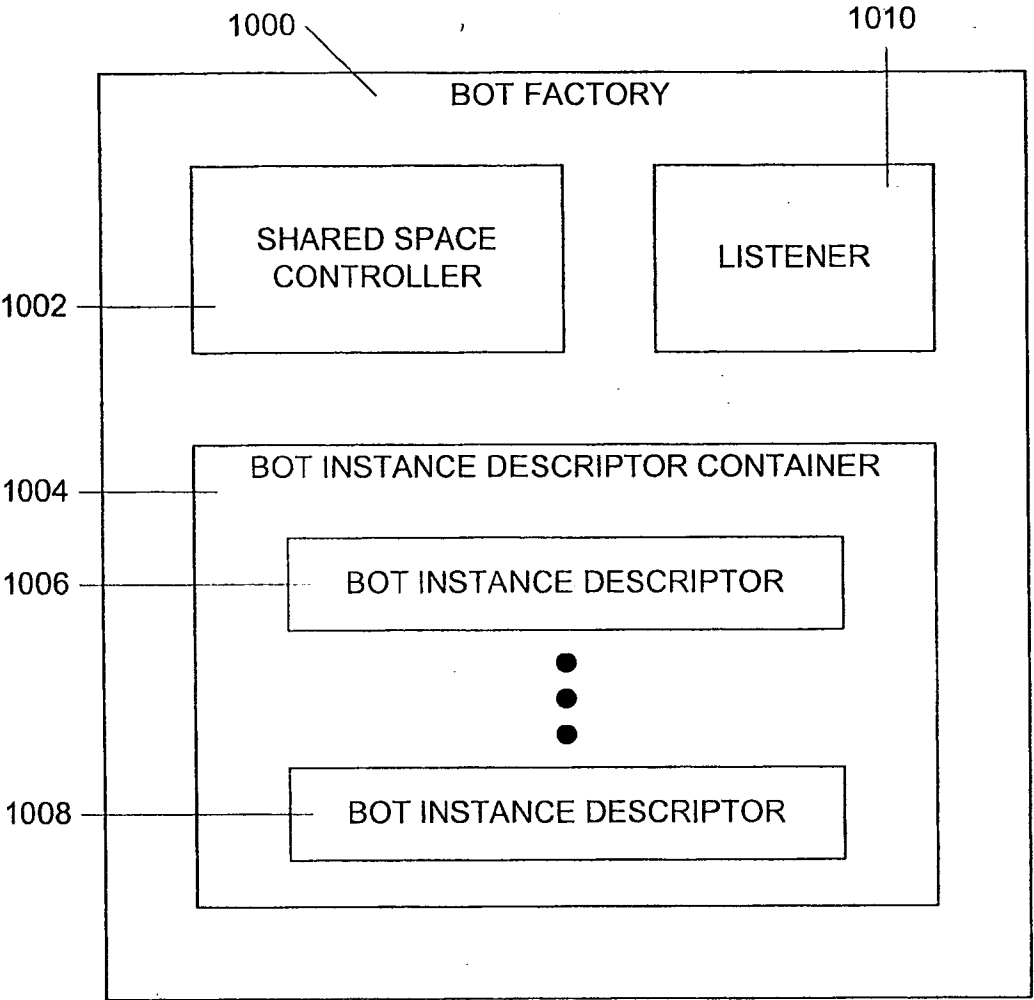 1000
1010
BOT FACTORY
SHARED SPACE
CONTROLLER
LISTENER
1002
BOT INSTANCE DESCRIPTOR CONTAINER
1004
1006
BOT INSTANCE DESCRIPTOR
1008
BOT INSTANCE DESCRIPTOR